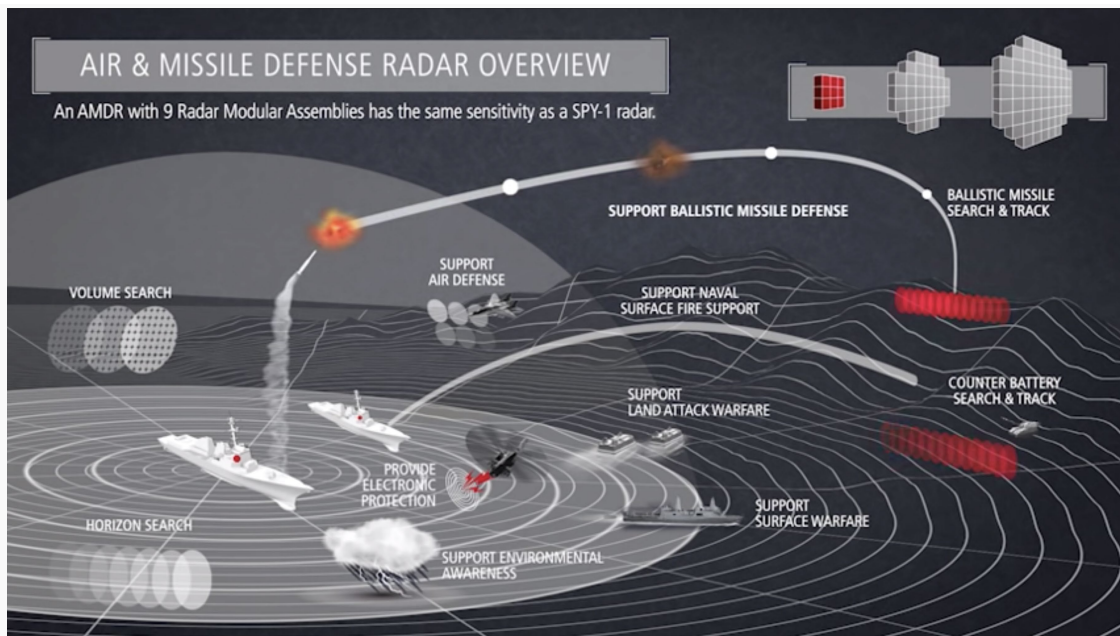 AIR & MISSILE DEFENSE RADAR OVERVIEW
An AMDR with 9 Radar Modular Assemblies has the same sensitivity as a SPY-1 radar.
BALLISTIC MISSILE
SEARCH & TRACK
SUPPORT BALLISTIC MISSILE DEFENSE
SUPPORT
AIR DEFENSE
VOLUME SEARCH
SUPPORT NAVAL
SURFACE FIRE SUPPORT
COUNTER BATTERY
SEARCH & TRACK
SUPPORT
LAND ATTACK WARFARE
PROVIDE
ELECTRONIC
PROTECTION
SUPPORT
SURFACE WARFARE
HORIZON SEARCH
SUPPORT ENVIRONMENTAL
AWARENESS